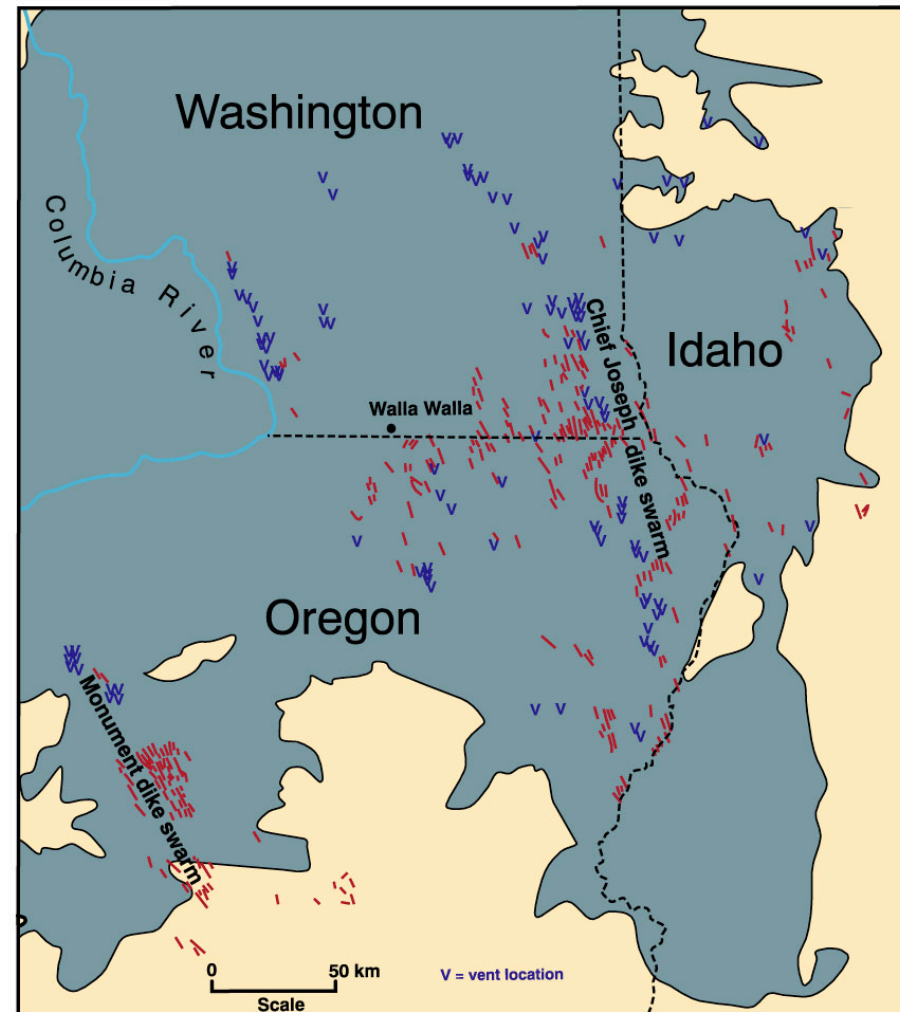 Washington
Columbia River
Idaho
Chief Joseph dike swarm
Walla Walla
Oregon
Monument dike swarm
0 50 km
Scale
V = vent location